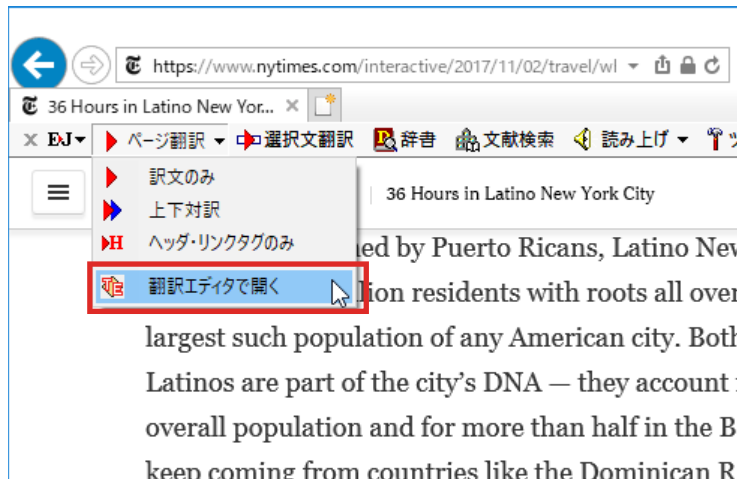 https://www.nytimes.com/interactive/2017/11/02/travel/wl
36 Hours in Latino New Yor...
EJ ページ翻訳 選択文翻訳 辞書 文献検索 読み上げ
訳文のみ
36 Hours in Latino New York City
上下対訳
ヘッダ・リンクタグのみ
by Puerto Ricans, Latino
翻訳エディタで開く
residents with roots all over
largest such population of any American city. Both
Latinos are part of the city's DNA — they account
overall population and for more than half in the B
keep coming from countries like the Dominican R